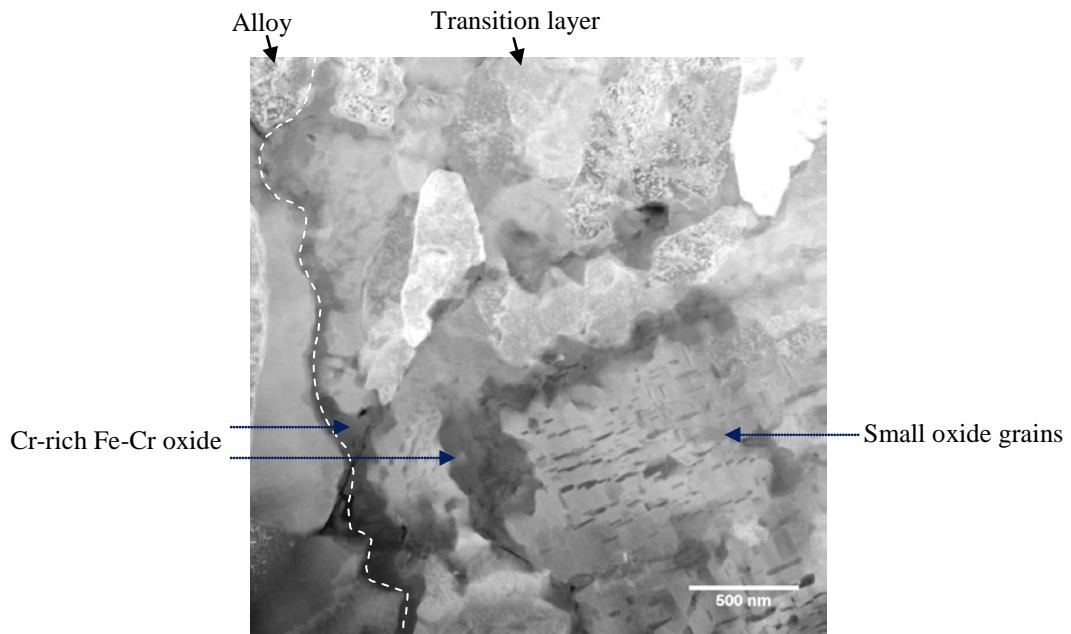 Alloy
Transition layer
Cr-rich Fe-Cr oxide
Small oxide grains
500 nm